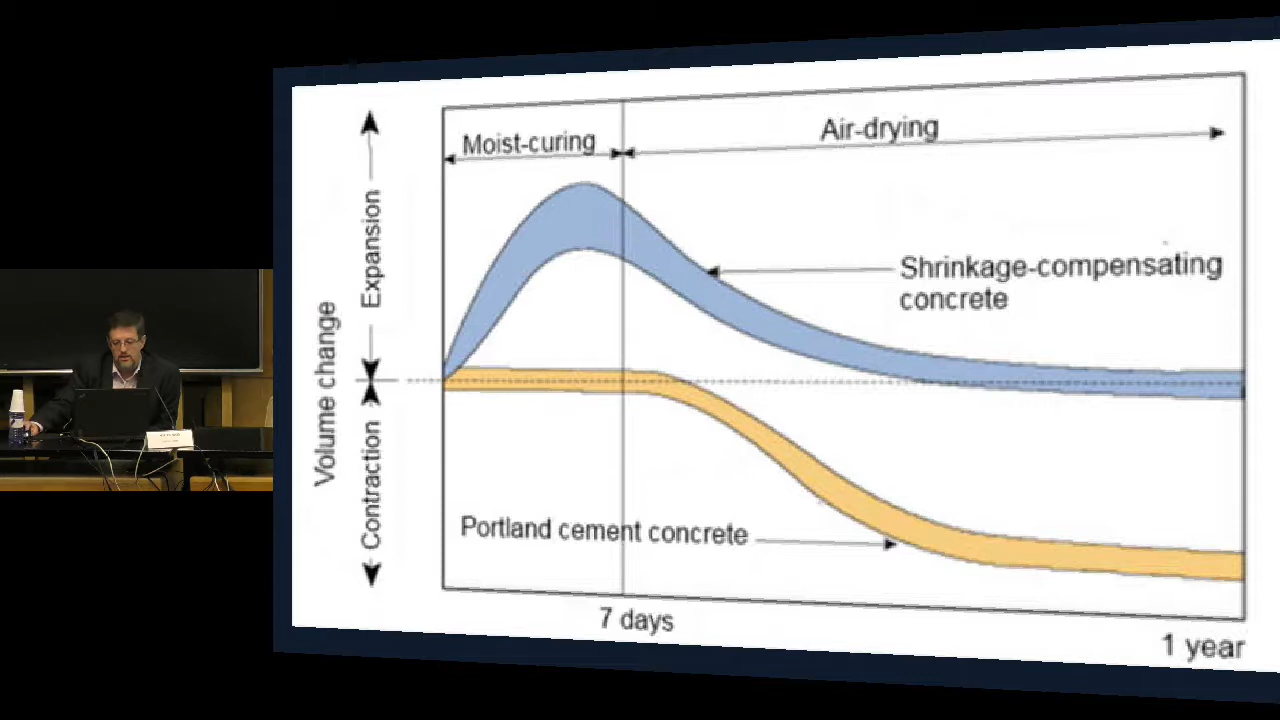 Moist-curing
Air-drying
Expansion
Shrinkage-compensating
concrete
Volume change
Contraction
Portland cement concrete
7 days
1 year